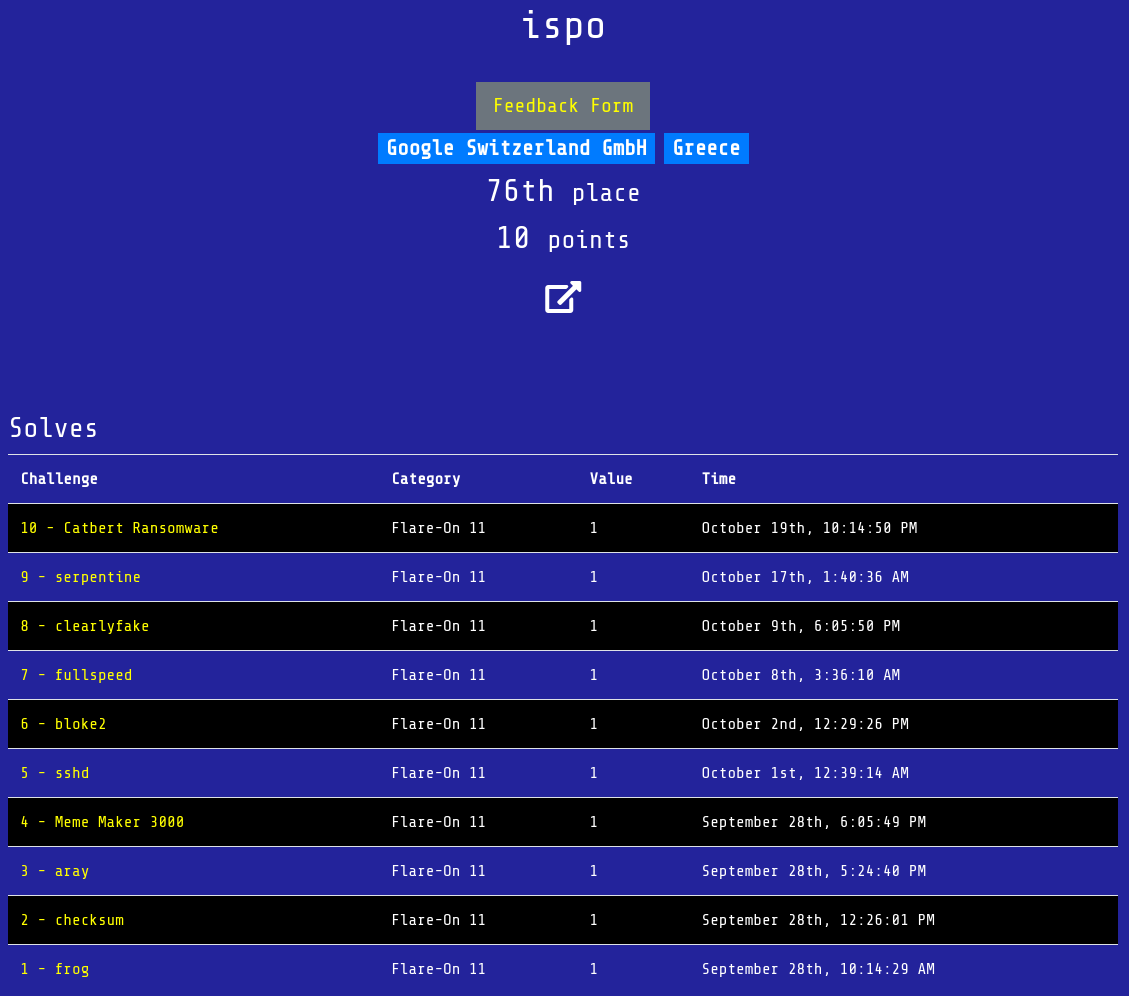 ispo
Feedback Form
Google Switzerland GmbH Greece
76th place
10 points
Solves
Challenge Category Value Time
10 - Catbert Ransomware Flare-On 11 1 October 19th, 10:14:50 PM
9 - serpentine Flare-On 11 1 October 17th, 1:40:36 AM
8 - clearlyfake Flare-On 11 1 October 9th, 6:05:50 PM
7 - fullspeed Flare-On 11 1 October 8th, 3:36:10 AM
6 - bloke2 Flare-On 11 1 October 2nd, 12:29:26 PM
5 - sshd Flare-On 11 1 October 1st, 12:39:14 AM
4 - Meme Maker 3000 Flare-On 11 1 September 28th, 6:05:49 PM
3 - aray Flare-On 11 1 September 28th, 5:24:40 PM
2 - checksum Flare-On 11 1 September 28th, 12:26:01 PM
1 - frog Flare-On 11 1 September 28th, 10:14:29 AM